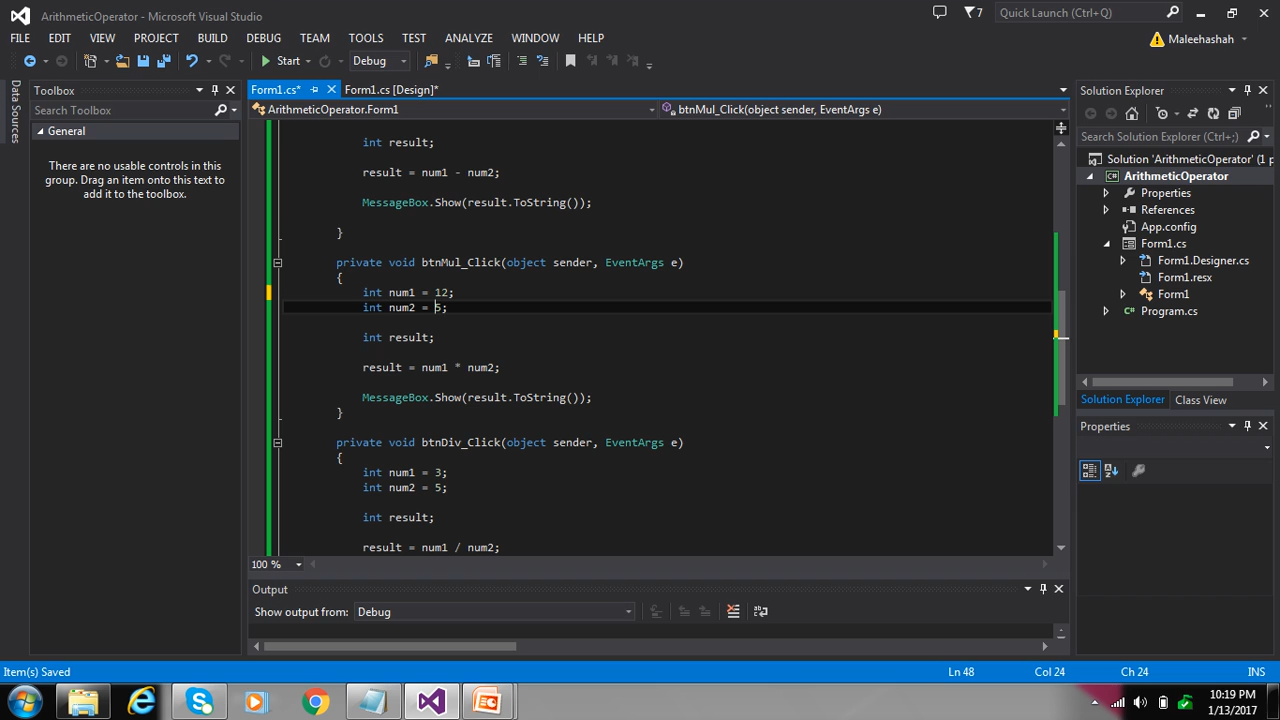 ArithmeticOperator - Microsoft Visual Studio
7
Quick Launch (Ctrl+Q)
FILE EDIT VIEW PROJECT BUILD DEBUG TEAM TOOLS TEST ANALYZE WINDOW HELP
Maleehashah
Start Debug
Data Sources
Toolbox
Search Toolbox
General
There are no usable controls in this
group. Drag an item onto this text to
add it to the toolbox.
Form1.cs* Form1.cs [Design]*
ArithmeticOperator.Form1 btnMul_Click(object sender, EventArgs e)
int result;
result = num1 - num2;
MessageBox.Show(result.ToString());
}
private void btnMul_Click(object sender, EventArgs e)
{
int num1 = 12;
int num2 = 5;
int result;
result = num1 * num2;
MessageBox.Show(result.ToString());
}
private void btnDiv_Click(object sender, EventArgs e)
{
int num1 = 3;
int num2 = 5;
int result;
result = num1 / num2;
100 %
Output
Show output from: Debug
Solution Explorer
Search Solution Explorer (Ctrl+;)
Solution 'ArithmeticOperator' (1 p
C# ArithmeticOperator
Properties
References
App.config
Form1.cs
Form1.Designer.cs
Form1.resx
Form1
Program.cs
Solution Explorer Class View
Properties
Item(s) Saved Ln 48 Col 24 Ch 24 INS
10:19 PM
1/13/2017